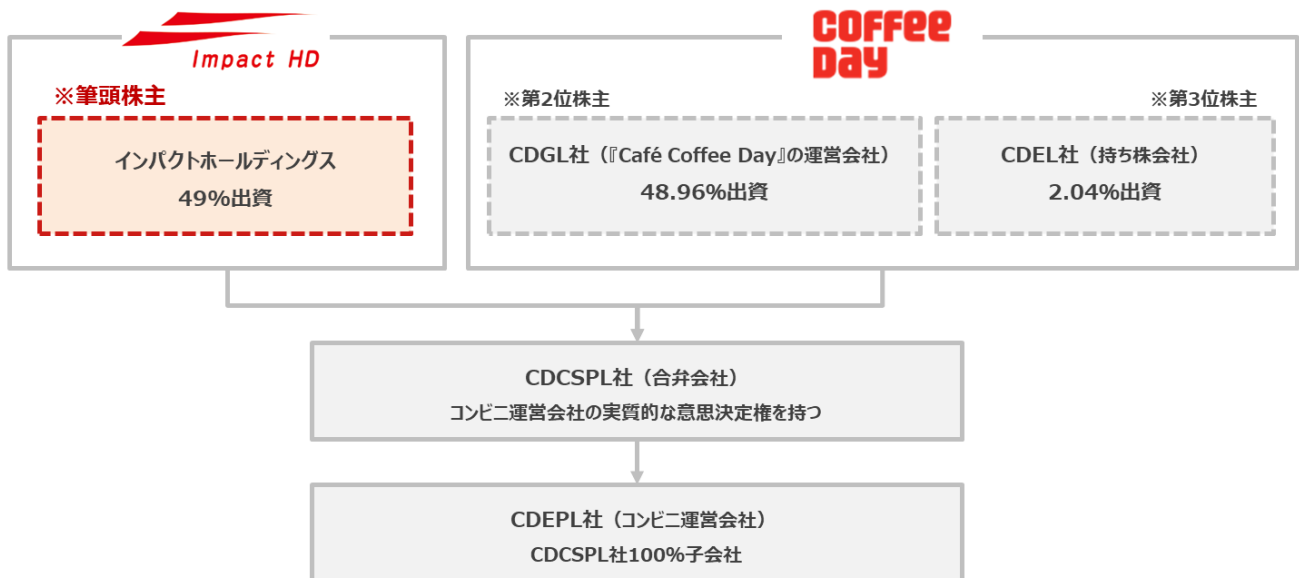 Impact HD
※筆頭株主
インパクトホールディングス
49%出資
COFFEE
DAY
※第2位株主
CDGL社（『Café Coffee Day』の運営会社）
48.96%出資
※第3位株主
CDEL社（持ち株会社）
2.04%出資
CDCSPL社（合弁会社）
コンビニ運営会社の実質的な意思決定権を持つ
CDEPL社（コンビニ運営会社）
CDCSPL社100%子会社